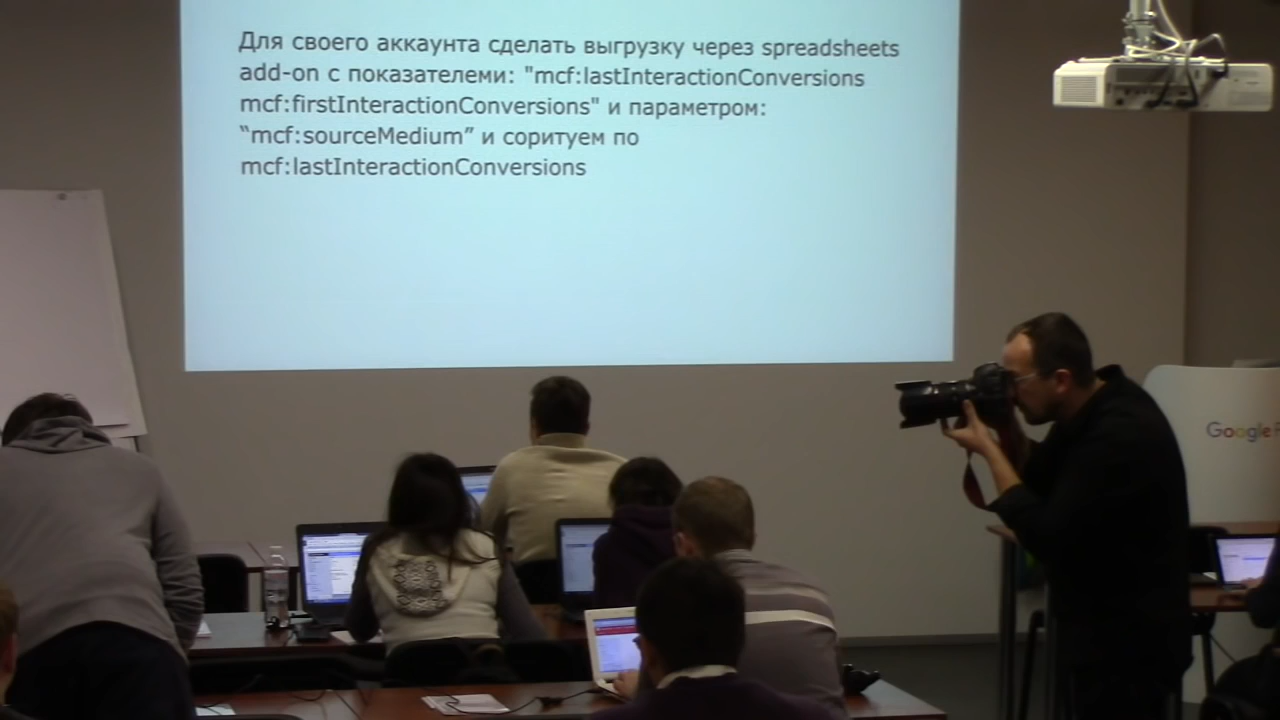 Для своего аккаунта сделать выгрузку через spreadsheets
add-on с показателеми: "mcf:lastInteractionConversions
mcf:firstInteractionConversions" и параметром:
“mcf:sourceMedium” и соритуем по
mcf:lastInteractionConversions
Google